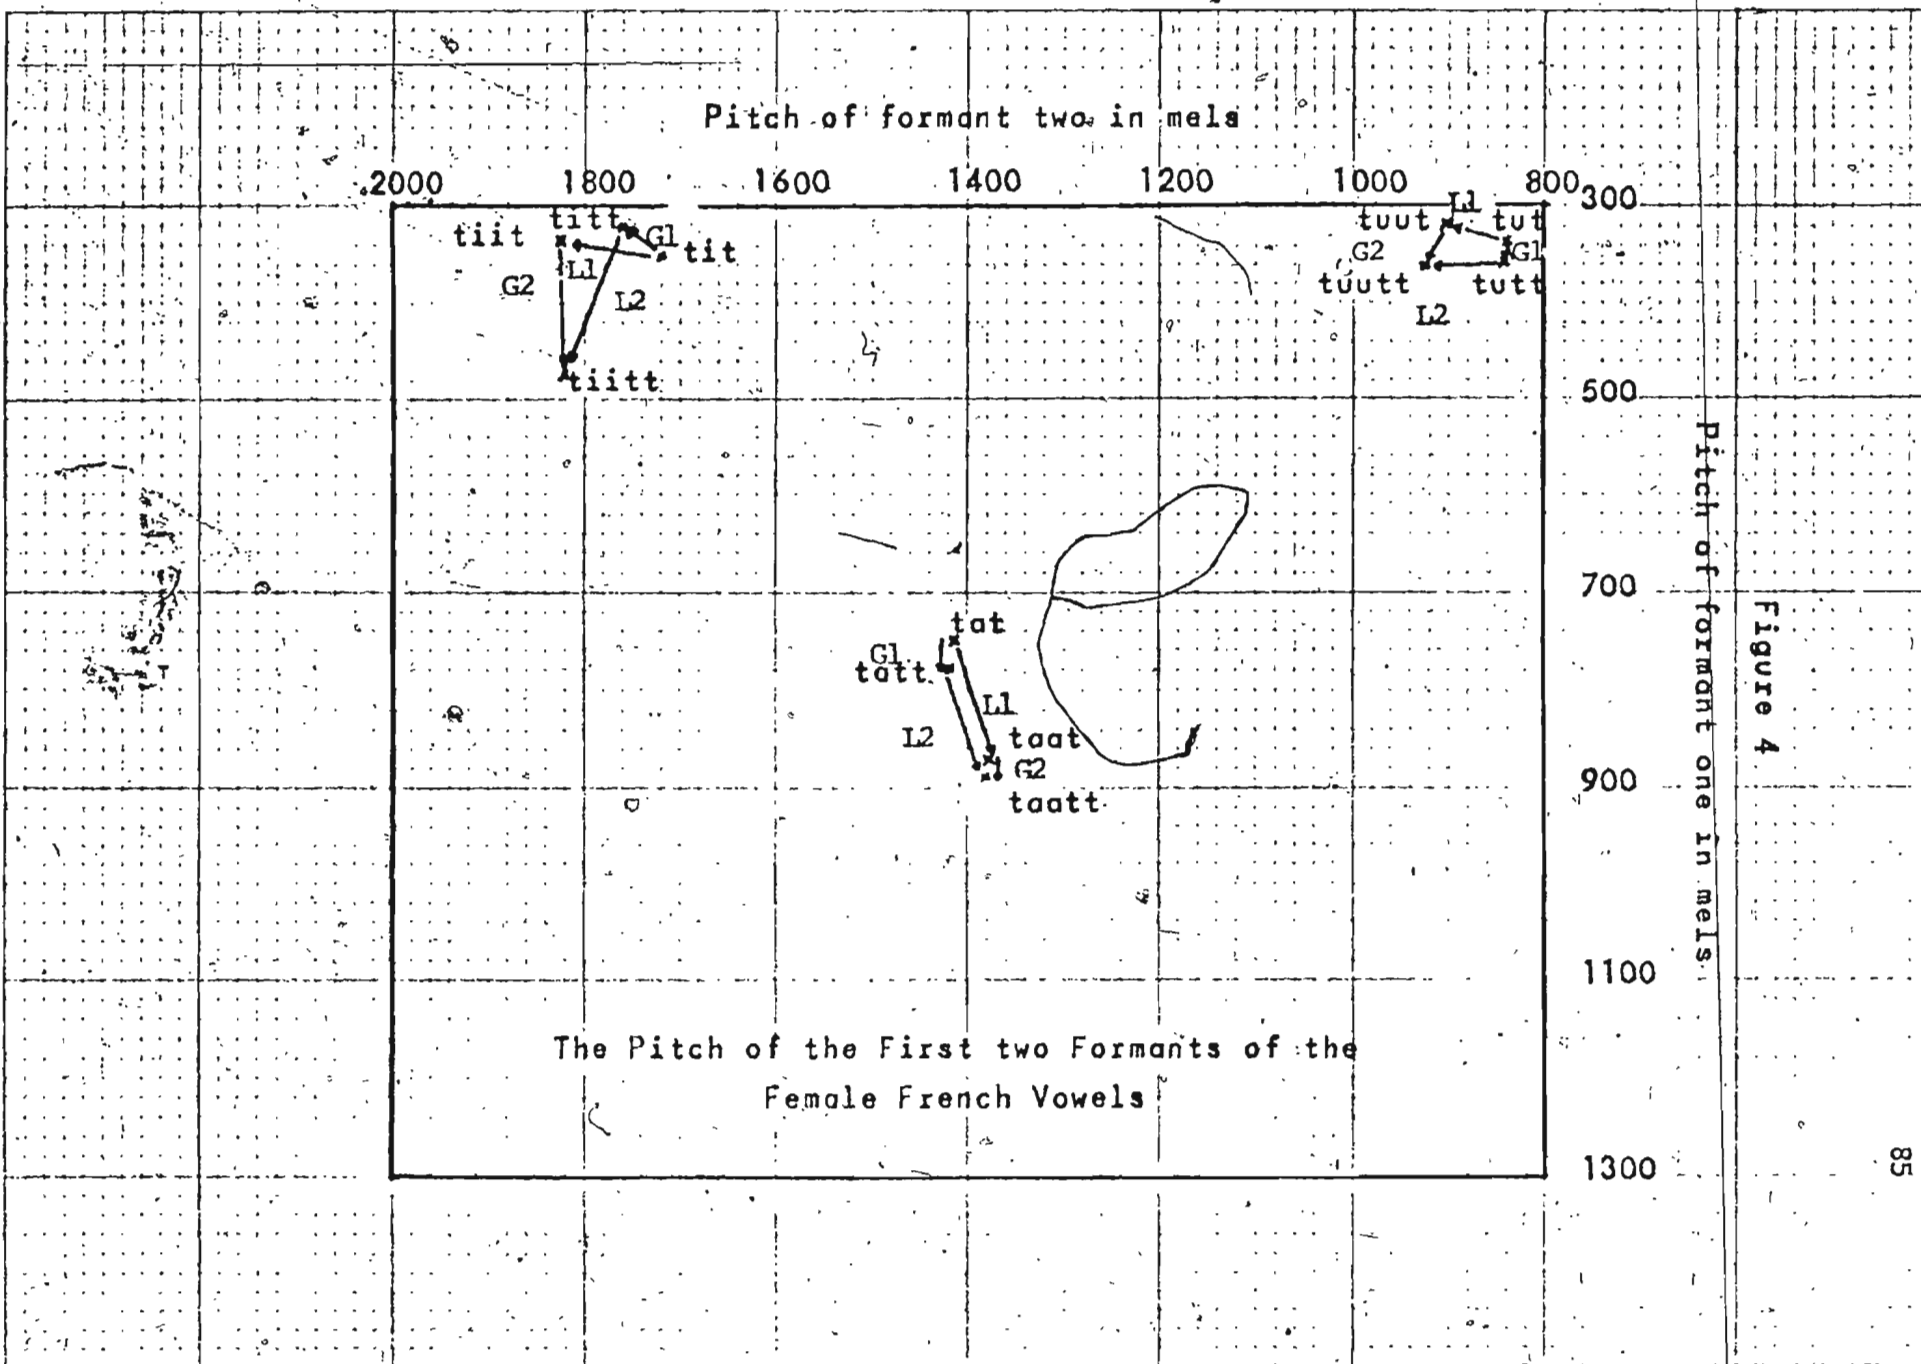 Pitch of formant two in mels
2000 1800 1600 1400 1200 1000 800
300
500
700
900
1100
1300
tiit
titt
G1
tit
L1
G2
L2
tiitt
L1
tuut
tut
G2
G1
tuutt
tutt
L2
tat
G1
tatt
L1
L2
taat
G2
taatt
The Pitch of the First two Formants of the
Female French Vowels
Pitch of formant one in mels
Figure 4
85